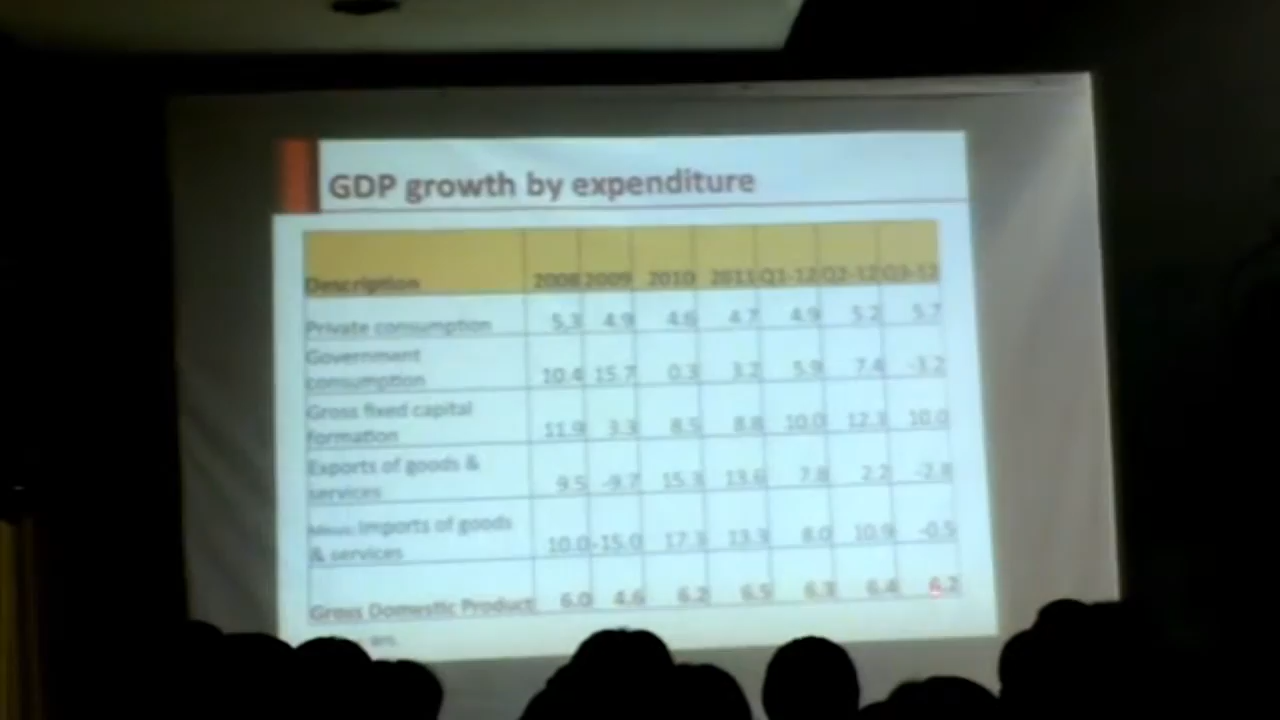 GDP growth by expenditure
Description 2008 2009 2010 2011 Q1-12 Q2-12 Q3-12
Private consumption 5.3 4.9 4.6 4.7 4.9 5.2 5.7
Government
consumption 10.4 15.7 0.3 3.2 5.9 7.4 -3.2
Gross fixed capital
formation 11.9 3.3 8.5 8.8 10.0 12.3 10.0
Exports of goods &
services 9.5 -9.7 15.3 13.6 7.8 2.2 -2.8
Minus: Imports of goods
& services 10.0 -15.0 17.3 13.3 8.0 10.9 -0.5
Gross Domestic Product 6.0 4.6 6.2 6.5 6.3 6.4 6.2